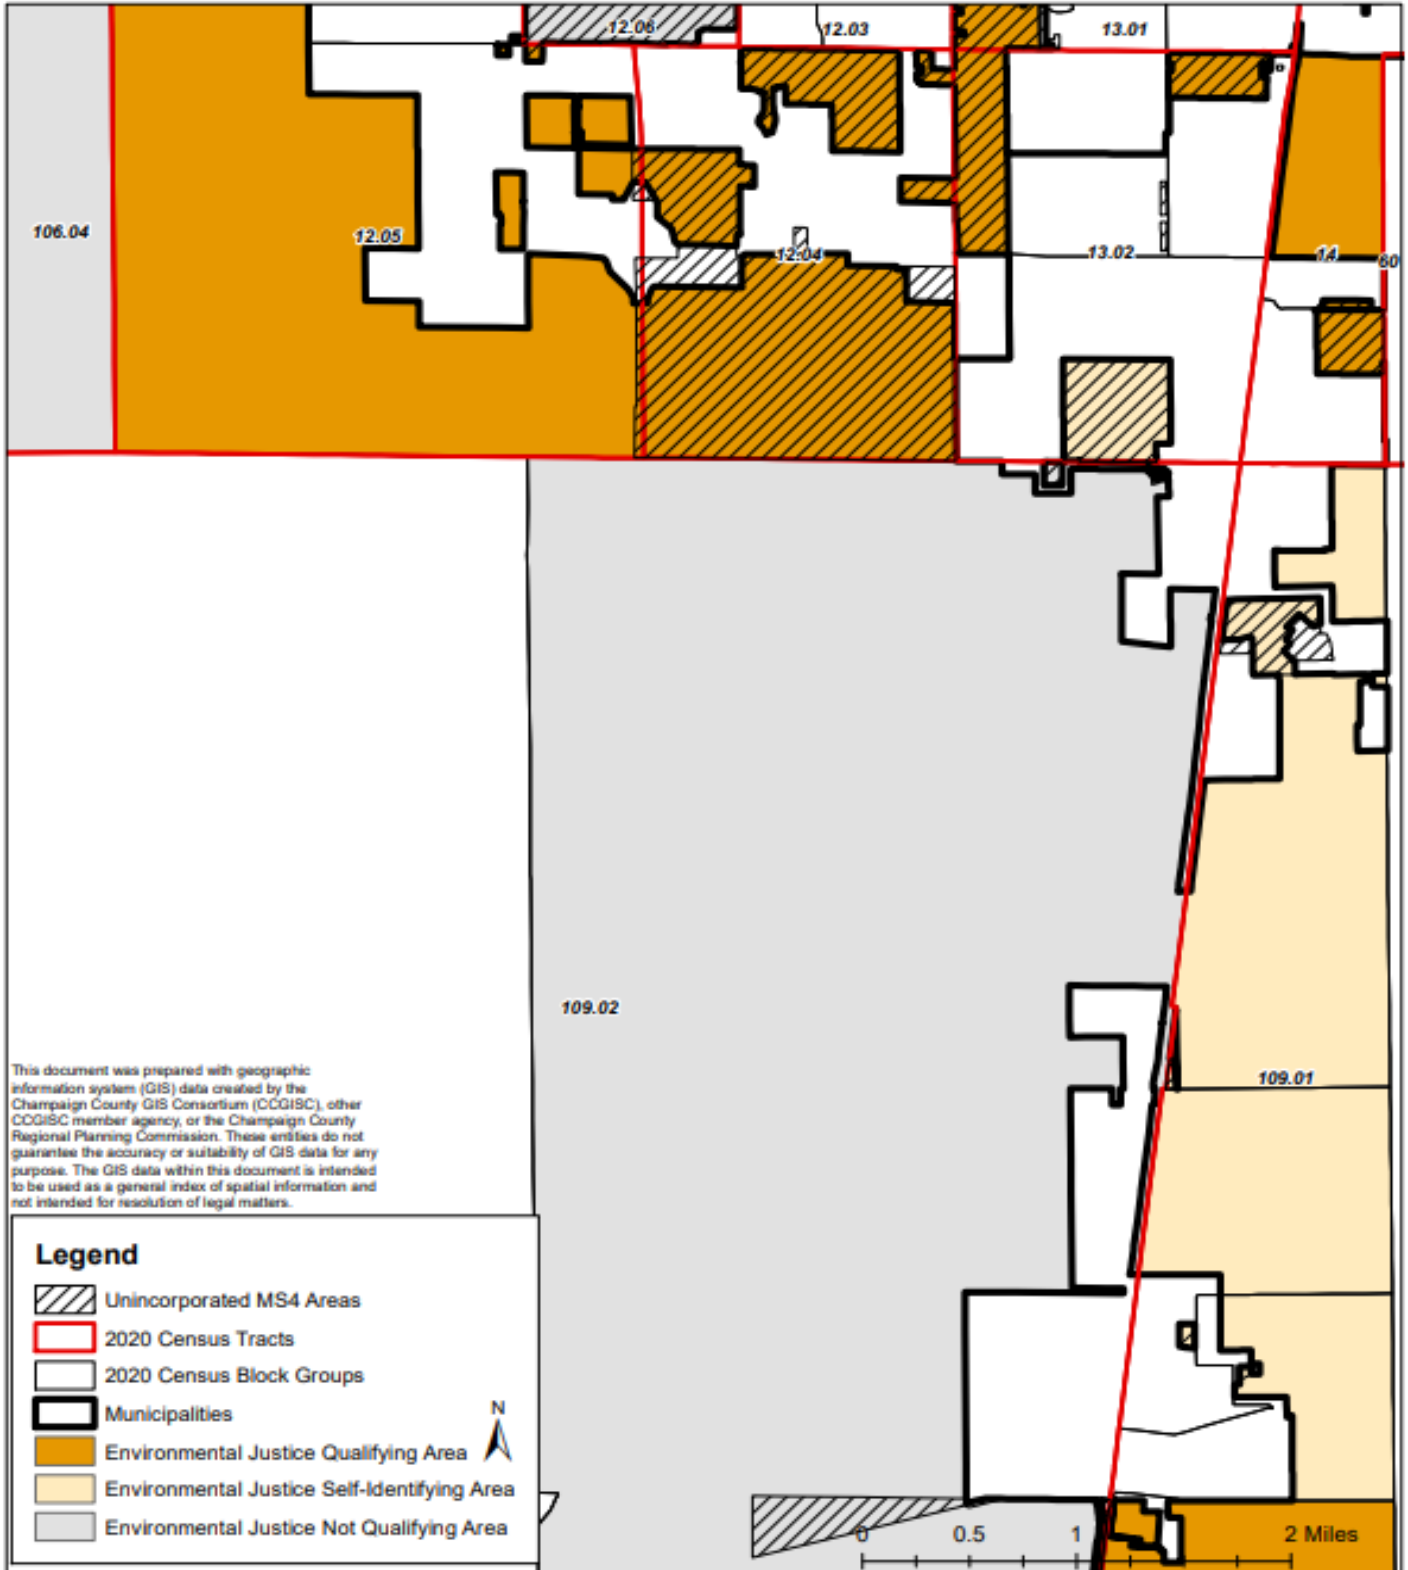 12.06
12.03
13.01
106.04
12.05
12.04
13.02
14
60
109.02
109.01
This document was prepared with geographic
information system (GIS) data created by the
Champaign County GIS Consortium (CCGISC), other
CCGISC member agency, or the Champaign County
Regional Planning Commission. These entities do not
guarantee the accuracy or suitability of GIS data for any
purpose. The GIS data within this document is intended
to be used as a general index of spatial information and
not intended for resolution of legal matters.
Legend
Unincorporated MS4 Areas
2020 Census Tracts
2020 Census Block Groups
Municipalities
N
Environmental Justice Qualifying Area
Environmental Justice Self-Identifying Area
Environmental Justice Not Qualifying Area
0 0.5 1 2 Miles